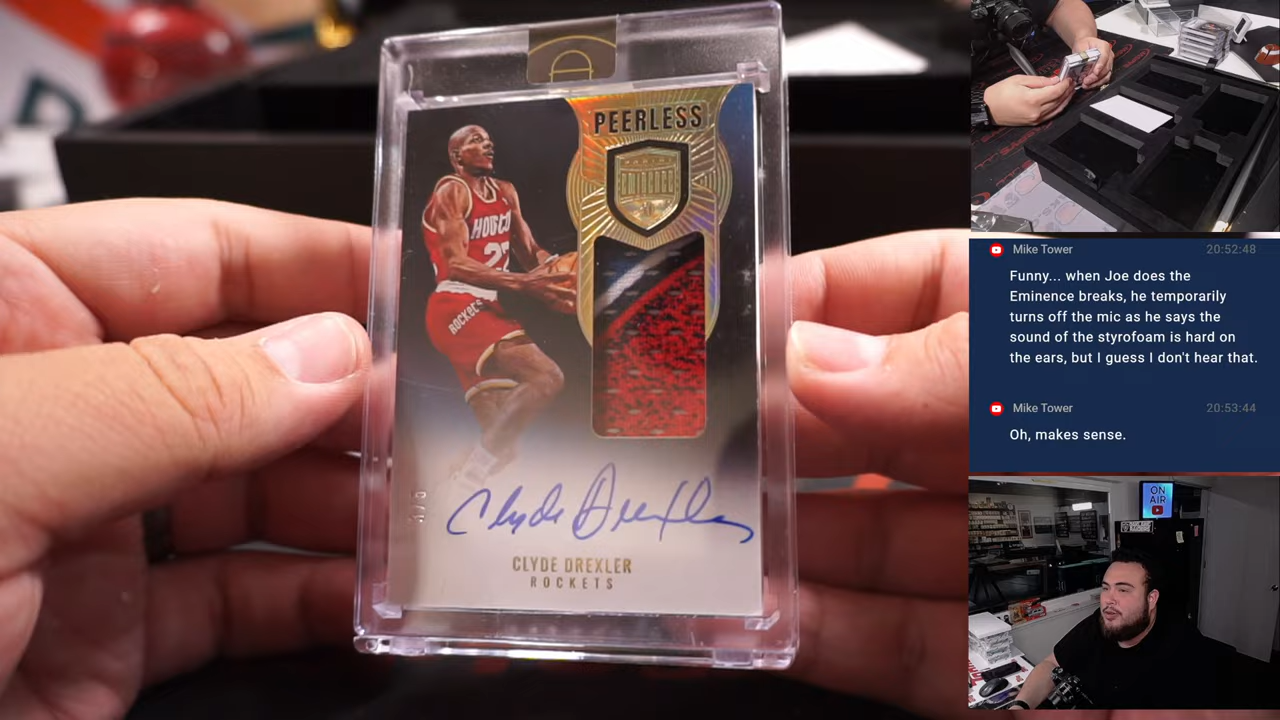 PEERLESS
PANINI
EMINENCE
HOUSTON
22
ROCKETS
Clyde Drexler
CLYDE DREXLER
ROCKETS
Mike Tower 20:52:48
Funny... when Joe does the
Eminence breaks, he temporarily
turns off the mic as he says the
sound of the styrofoam is hard on
the ears, but I guess I don't hear that.
Mike Tower 20:53:44
Oh, makes sense.
ON
AIR